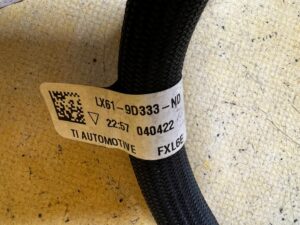 LX61-9D333-ND
22:57 040422
TI AUTOMOTIVE FXL6E